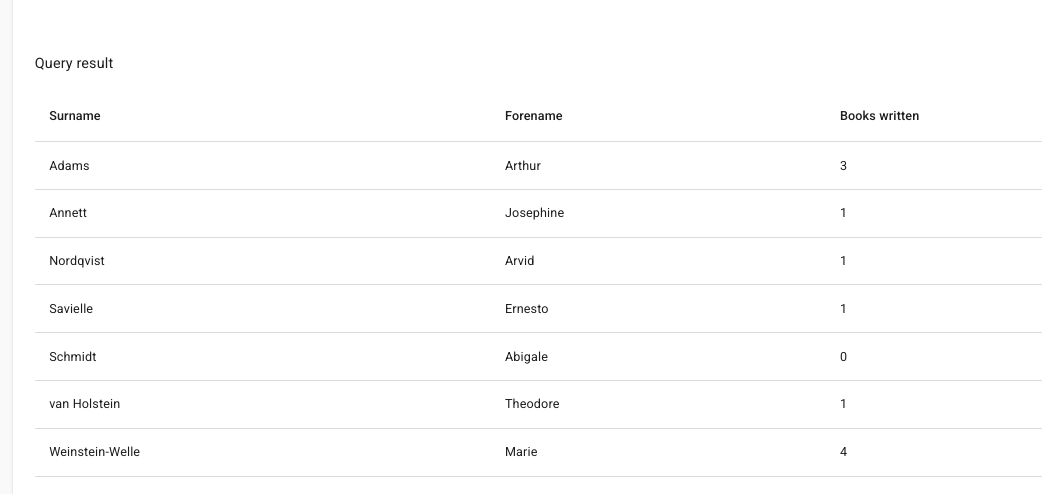 Query result
Surname Forename Books written
Adams Arthur 3
Annett Josephine 1
Nordqvist Arvid 1
Savielle Ernesto 1
Schmidt Abigale 0
van Holstein Theodore 1
Weinstein-Welle Marie 4